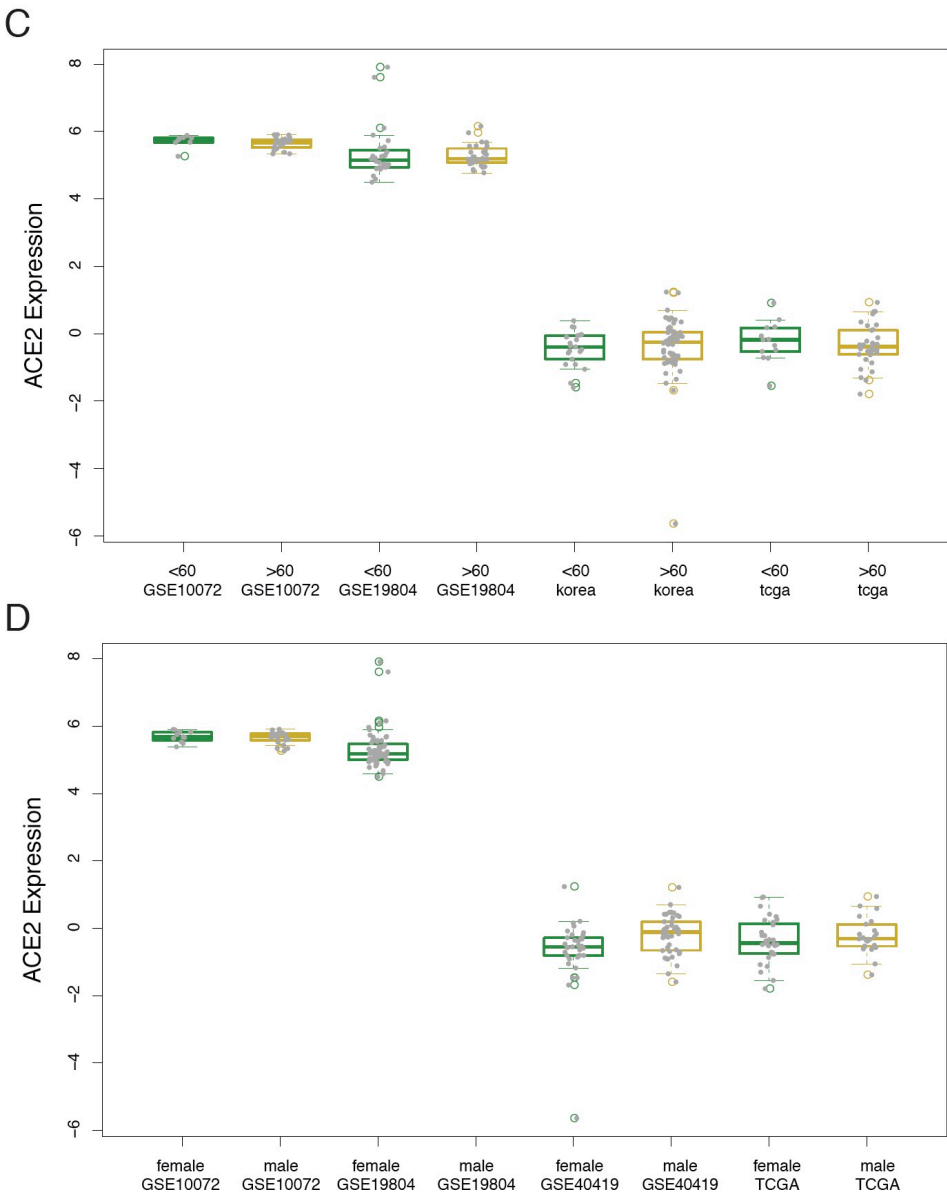 C
ACE2 Expression
8
6
4
2
0
−2
−4
−6
<60 >60 <60 >60 <60 >60 <60 >60
GSE10072 GSE10072 GSE19804 GSE19804 korea korea tcga tcga
D
ACE2 Expression
8
6
4
2
0
−2
−4
−6
female male female male female male female male
GSE10072 GSE10072 GSE19804 GSE19804 GSE40419 GSE40419 TCGA TCGA